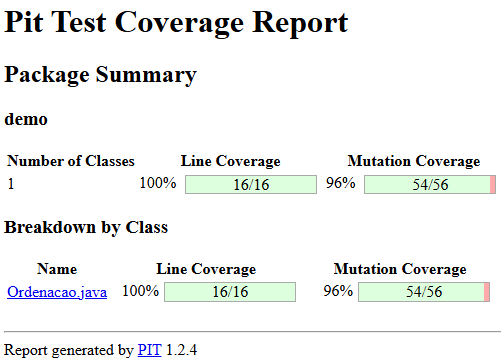 Pit Test Coverage Report
Package Summary
demo
Number of Classes Line Coverage Mutation Coverage
1 100% 16/16 96% 54/56
Breakdown by Class
Name Line Coverage Mutation Coverage
Ordenacao.java 100% 16/16 96% 54/56
Report generated by PIT 1.2.4